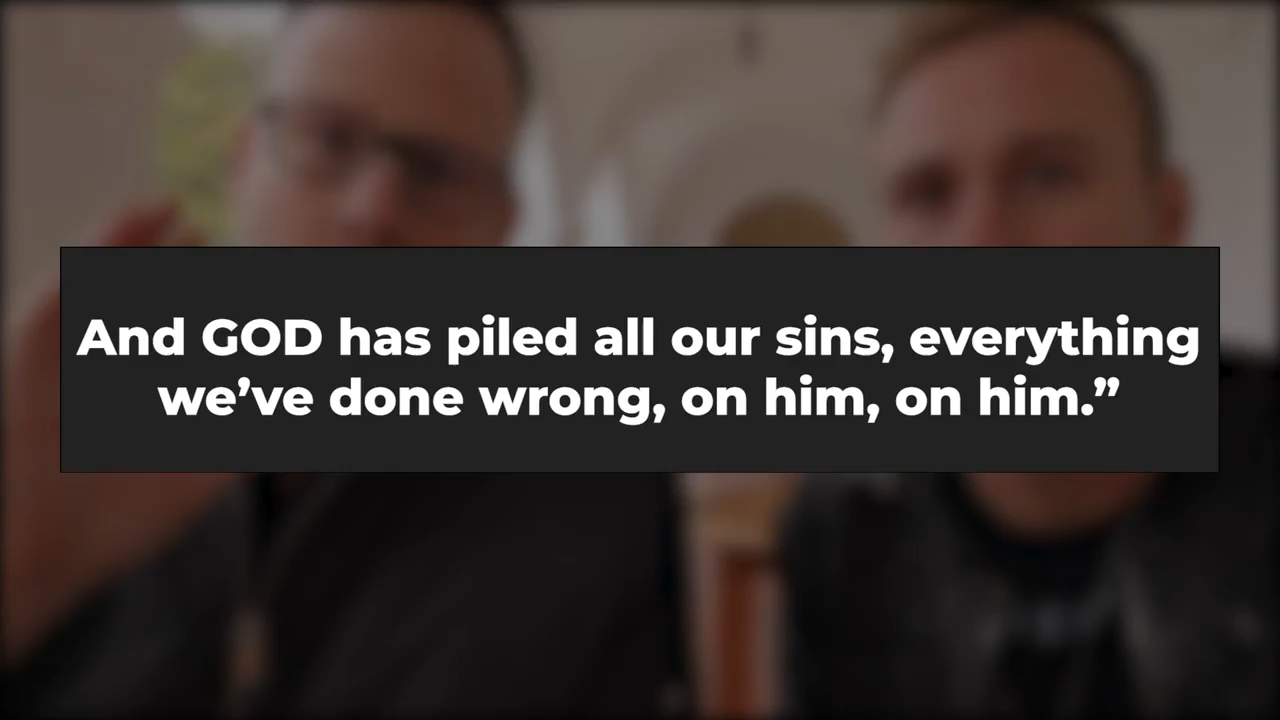 And GOD has piled all our sins, everything
we’ve done wrong, on him, on him.”